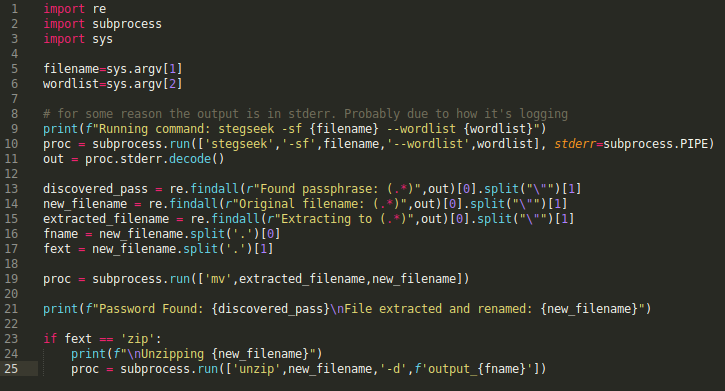 1 import re
2 import subprocess
3 import sys
4
5 filename=sys.argv[1]
6 wordlist=sys.argv[2]
7
8 # for some reason the output is in stderr. Probably due to how it's logging
9 print(f"Running command: stegseek -sf {filename} --wordlist {wordlist}")
10 proc = subprocess.run(['stegseek','-sf',filename,'--wordlist',wordlist], stderr=subprocess.PIPE)
11 out = proc.stderr.decode()
12
13 discovered_pass = re.findall(r"Found passphrase: (.*)",out)[0].split("\"")[1]
14 new_filename = re.findall(r"Original filename: (.*)",out)[0].split("\"")[1]
15 extracted_filename = re.findall(r"Extracting to (.*)",out)[0].split("\"")[1]
16 fname = new_filename.split('.')[0]
17 fext = new_filename.split('.')[1]
18
19 proc = subprocess.run(['mv',extracted_filename,new_filename])
20
21 print(f"Password Found: {discovered_pass}\nFile extracted and renamed: {new_filename}")
22
23 if fext == 'zip':
24     print(f"\nUnzipping {new_filename}")
25     proc = subprocess.run(['unzip',new_filename,'-d',f'output_{fname}'])